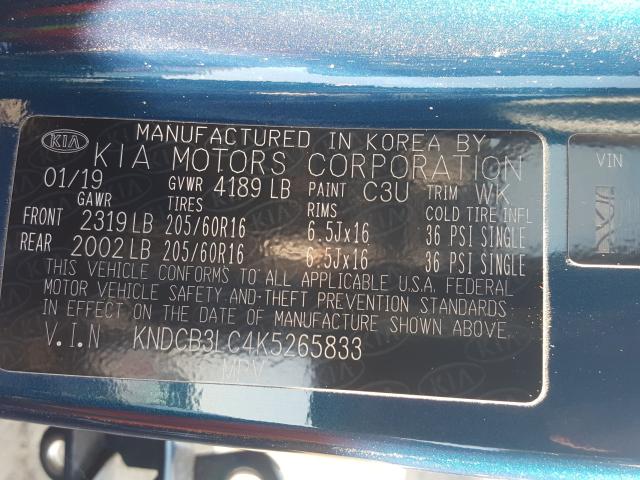 KIA
MANUFACTURED IN KOREA BY
KIA MOTORS CORPORATION
01/19 GVWR 4189 LB PAINT C3U TRIM WK
GAWR TIRES RIMS COLD TIRE INFL
FRONT 2319 LB 205/60R16 6.5Jx16 36 PSI SINGLE
REAR 2002 LB 205/60R16 6.5Jx16 36 PSI SINGLE
THIS VEHICLE CONFORMS TO ALL APPLICABLE U.S.A. FEDERAL
MOTOR VEHICLE SAFETY AND THEFT PREVENTION STANDARDS
IN EFFECT ON THE DATE OF MANUFACTURE SHOWN ABOVE.
V.I.N KNDCB3LC4K5265833
MPV
VIN